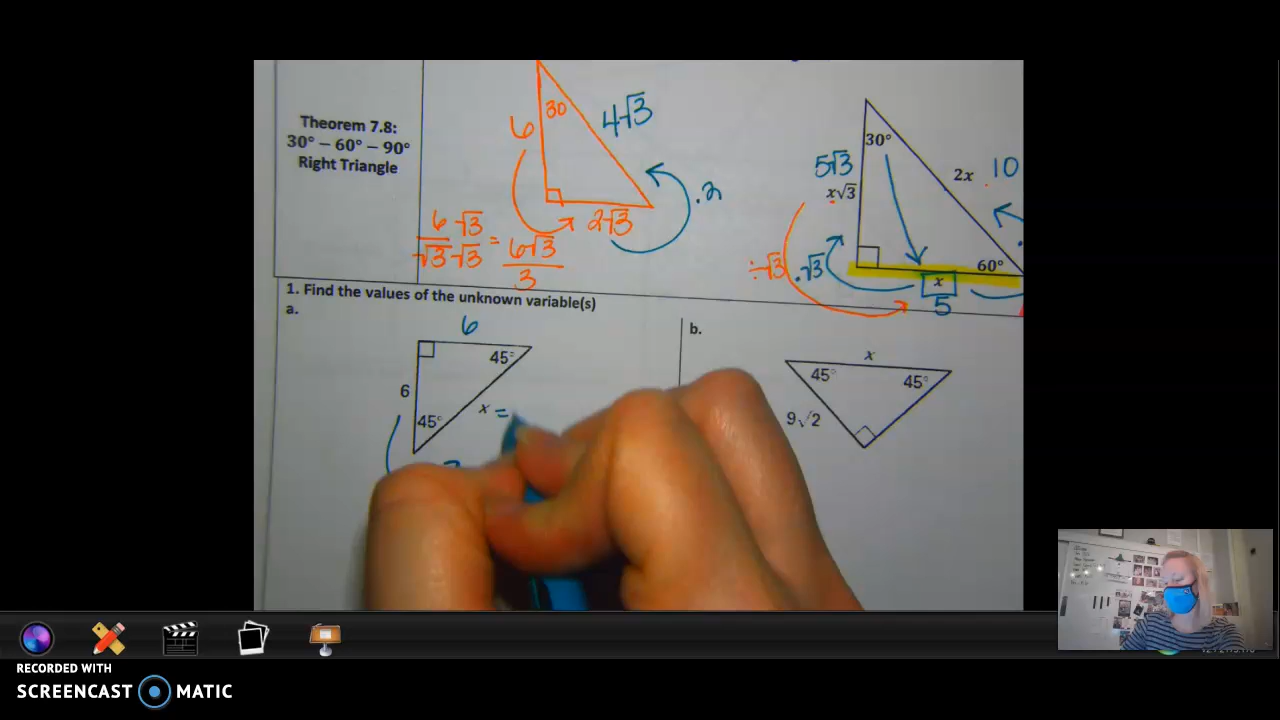 Theorem 7.8:
30° – 60° – 90°
Right Triangle
30
6
4√3
2√3
.2
6 √3 = 6√3
√3 √3 3
30°
5√3
x√3
2x 10
60°
÷√3 .√3
x
5
1. Find the values of the unknown variable(s)
a.
6
45°
6
45°
x =
b.
x
45° 45°
9√2
RECORDED WITH
SCREENCAST MATIC